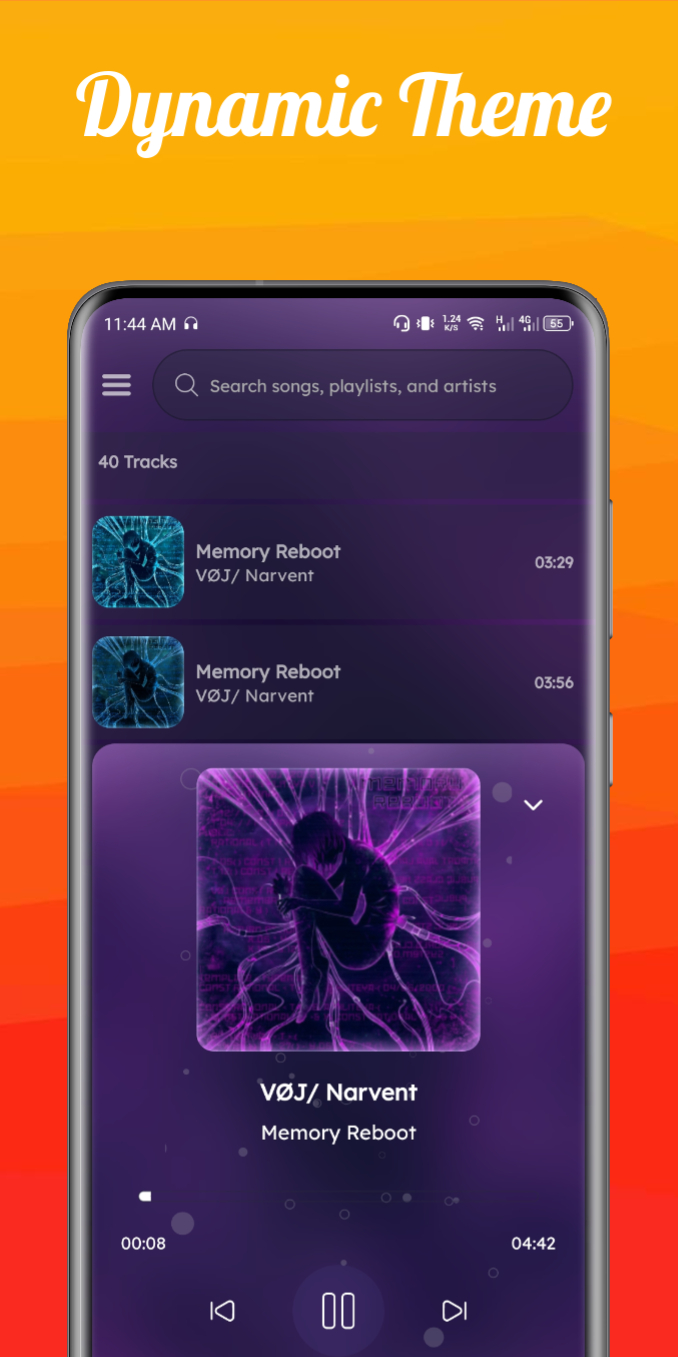 Dynamic Theme
11:44 AM
1.24
K/S
H
4G
55
Search songs, playlists, and artists
40 Tracks
Memory Reboot
VØJ/ Narvent
03:29
Memory Reboot
VØJ/ Narvent
03:56
VØJ/ Narvent
Memory Reboot
00:08
04:42